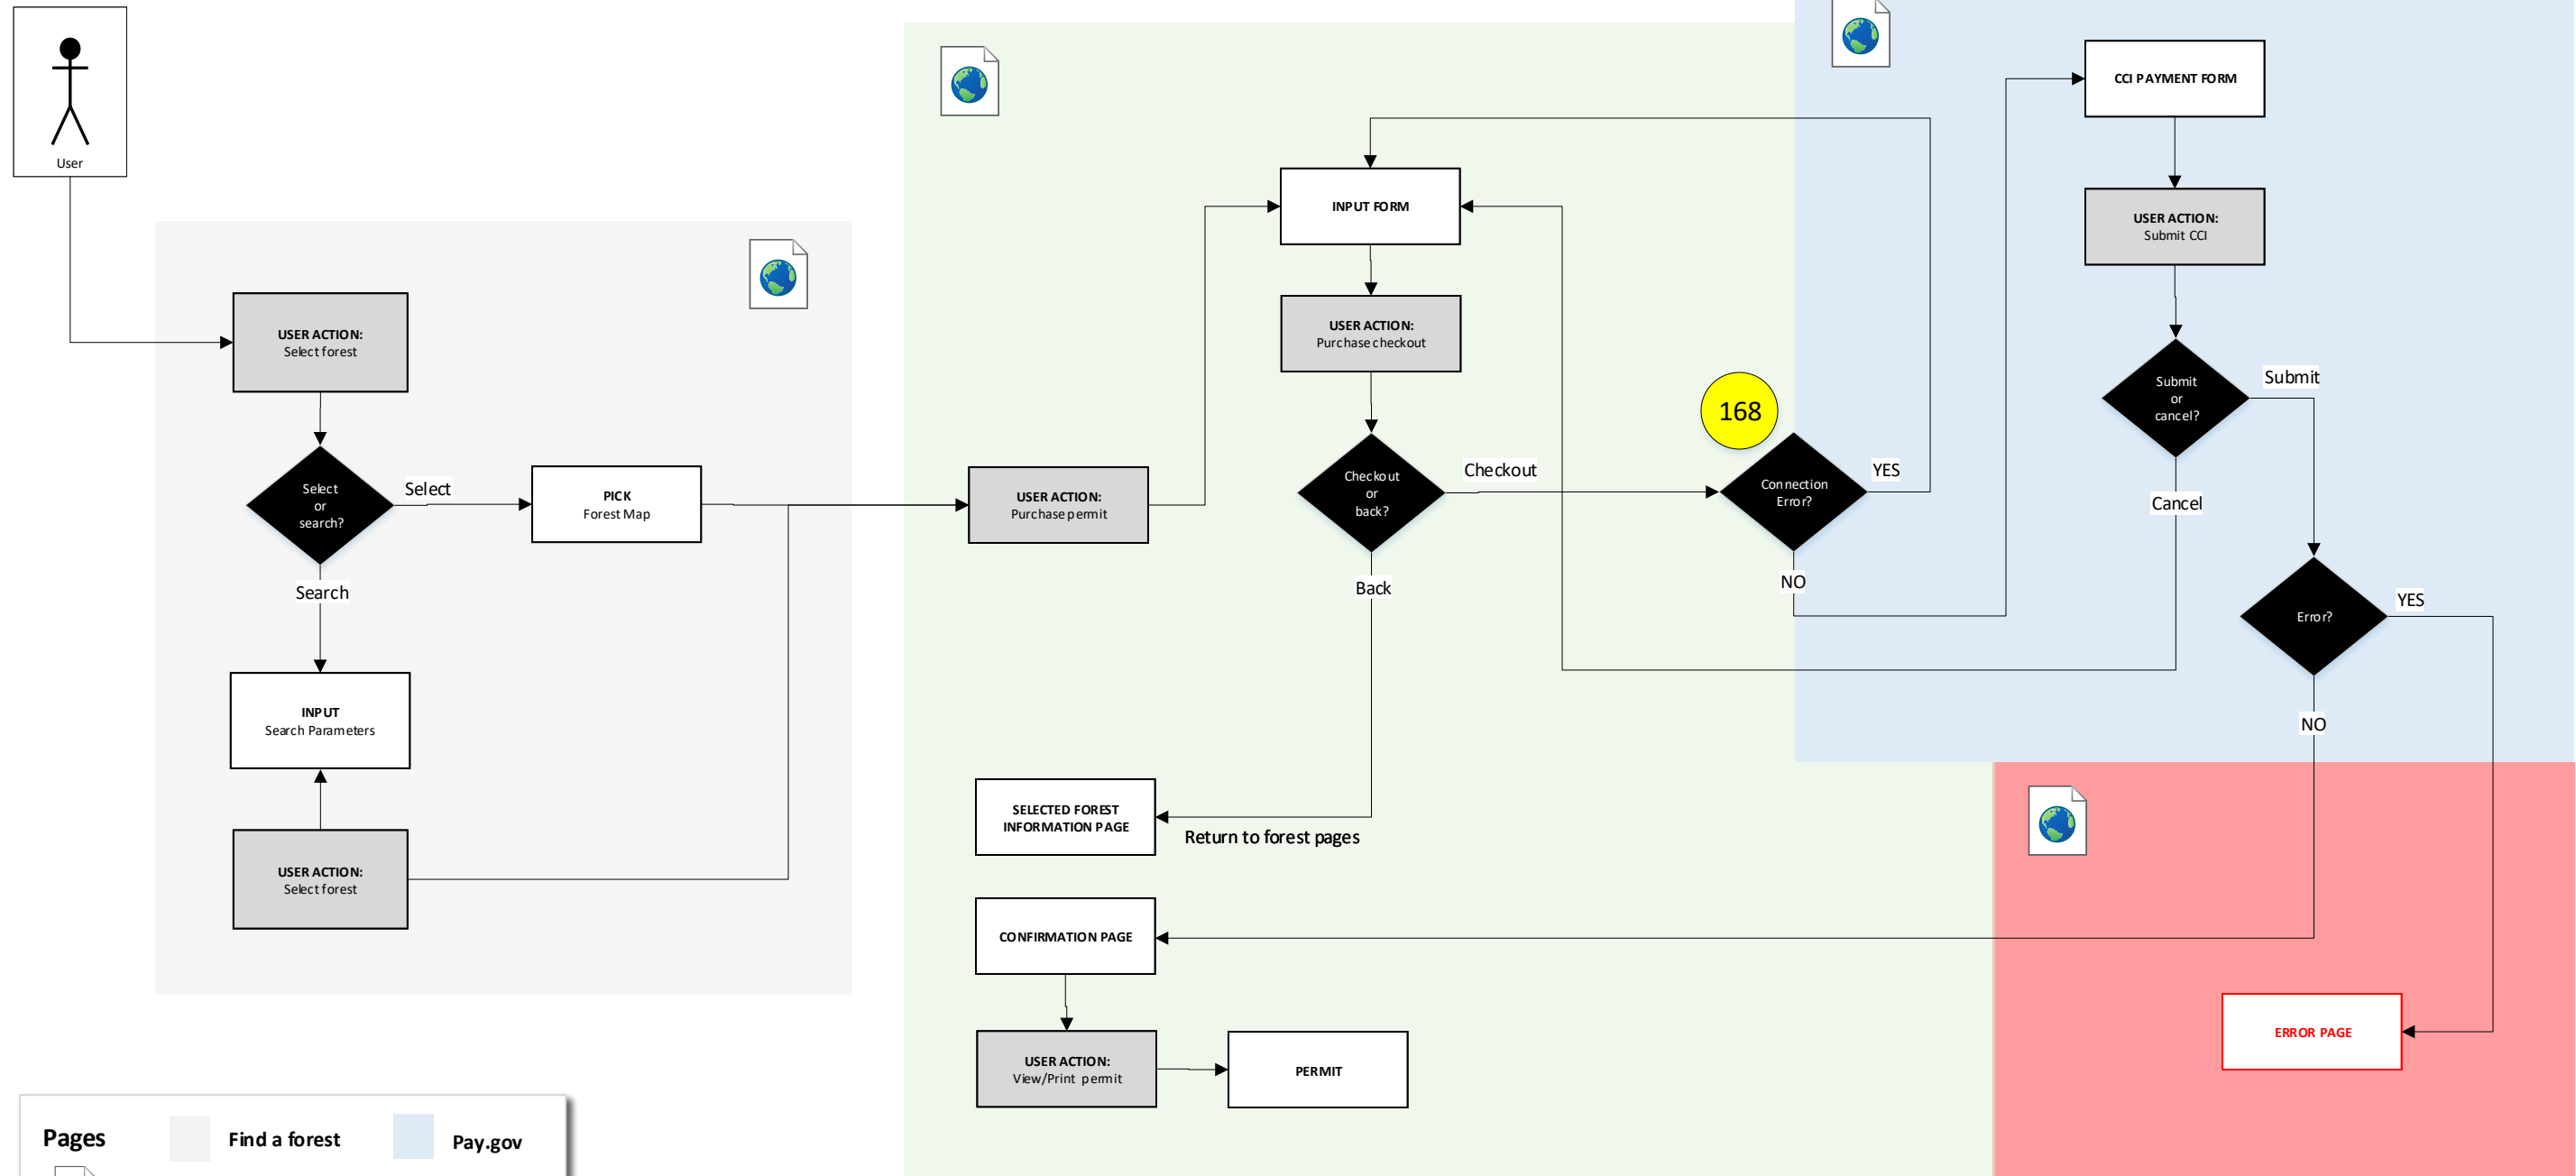 User
USER ACTION:
Select forest
Select
or
search?
Select
PICK
Forest Map
Search
INPUT
Search Parameters
USER ACTION:
Select forest
USER ACTION:
Purchase permit
INPUT FORM
USER ACTION:
Purchase checkout
Checkout
or
back?
Checkout
Back
168
Connection
Error?
YES
NO
SELECTED FOREST
INFORMATION PAGE
Return to forest pages
CONFIRMATION PAGE
USER ACTION:
View/Print permit
PERMIT
CCI PAYMENT FORM
USER ACTION:
Submit CCI
Submit
or
cancel?
Submit
Cancel
Error?
YES
NO
ERROR PAGE
Pages
Find a forest
Pay.gov